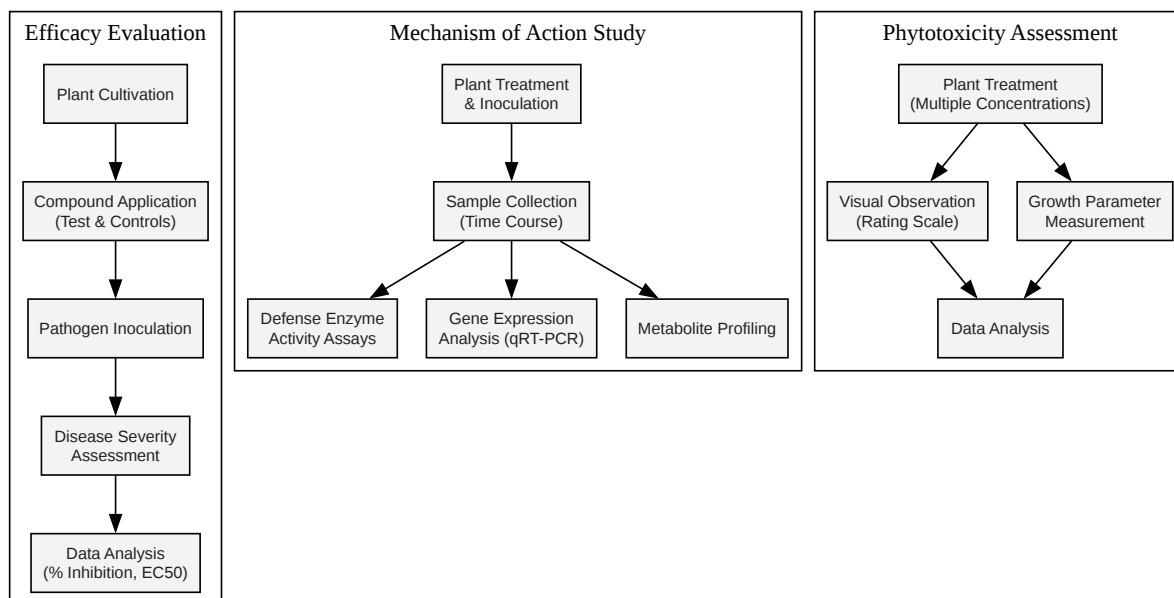 Efficacy Evaluation
Plant Cultivation
Compound Application
(Test & Controls)
Pathogen Inoculation
Disease Severity
Assessment
Data Analysis
(% Inhibition, EC50)
Mechanism of Action Study
Plant Treatment
& Inoculation
Sample Collection
(Time Course)
Defense Enzyme
Activity Assays
Gene Expression
Analysis (qRT-PCR)
Metabolite Profiling
Phytotoxicity Assessment
Plant Treatment
(Multiple Concentrations)
Visual Observation
(Rating Scale)
Growth Parameter
Measurement
Data Analysis